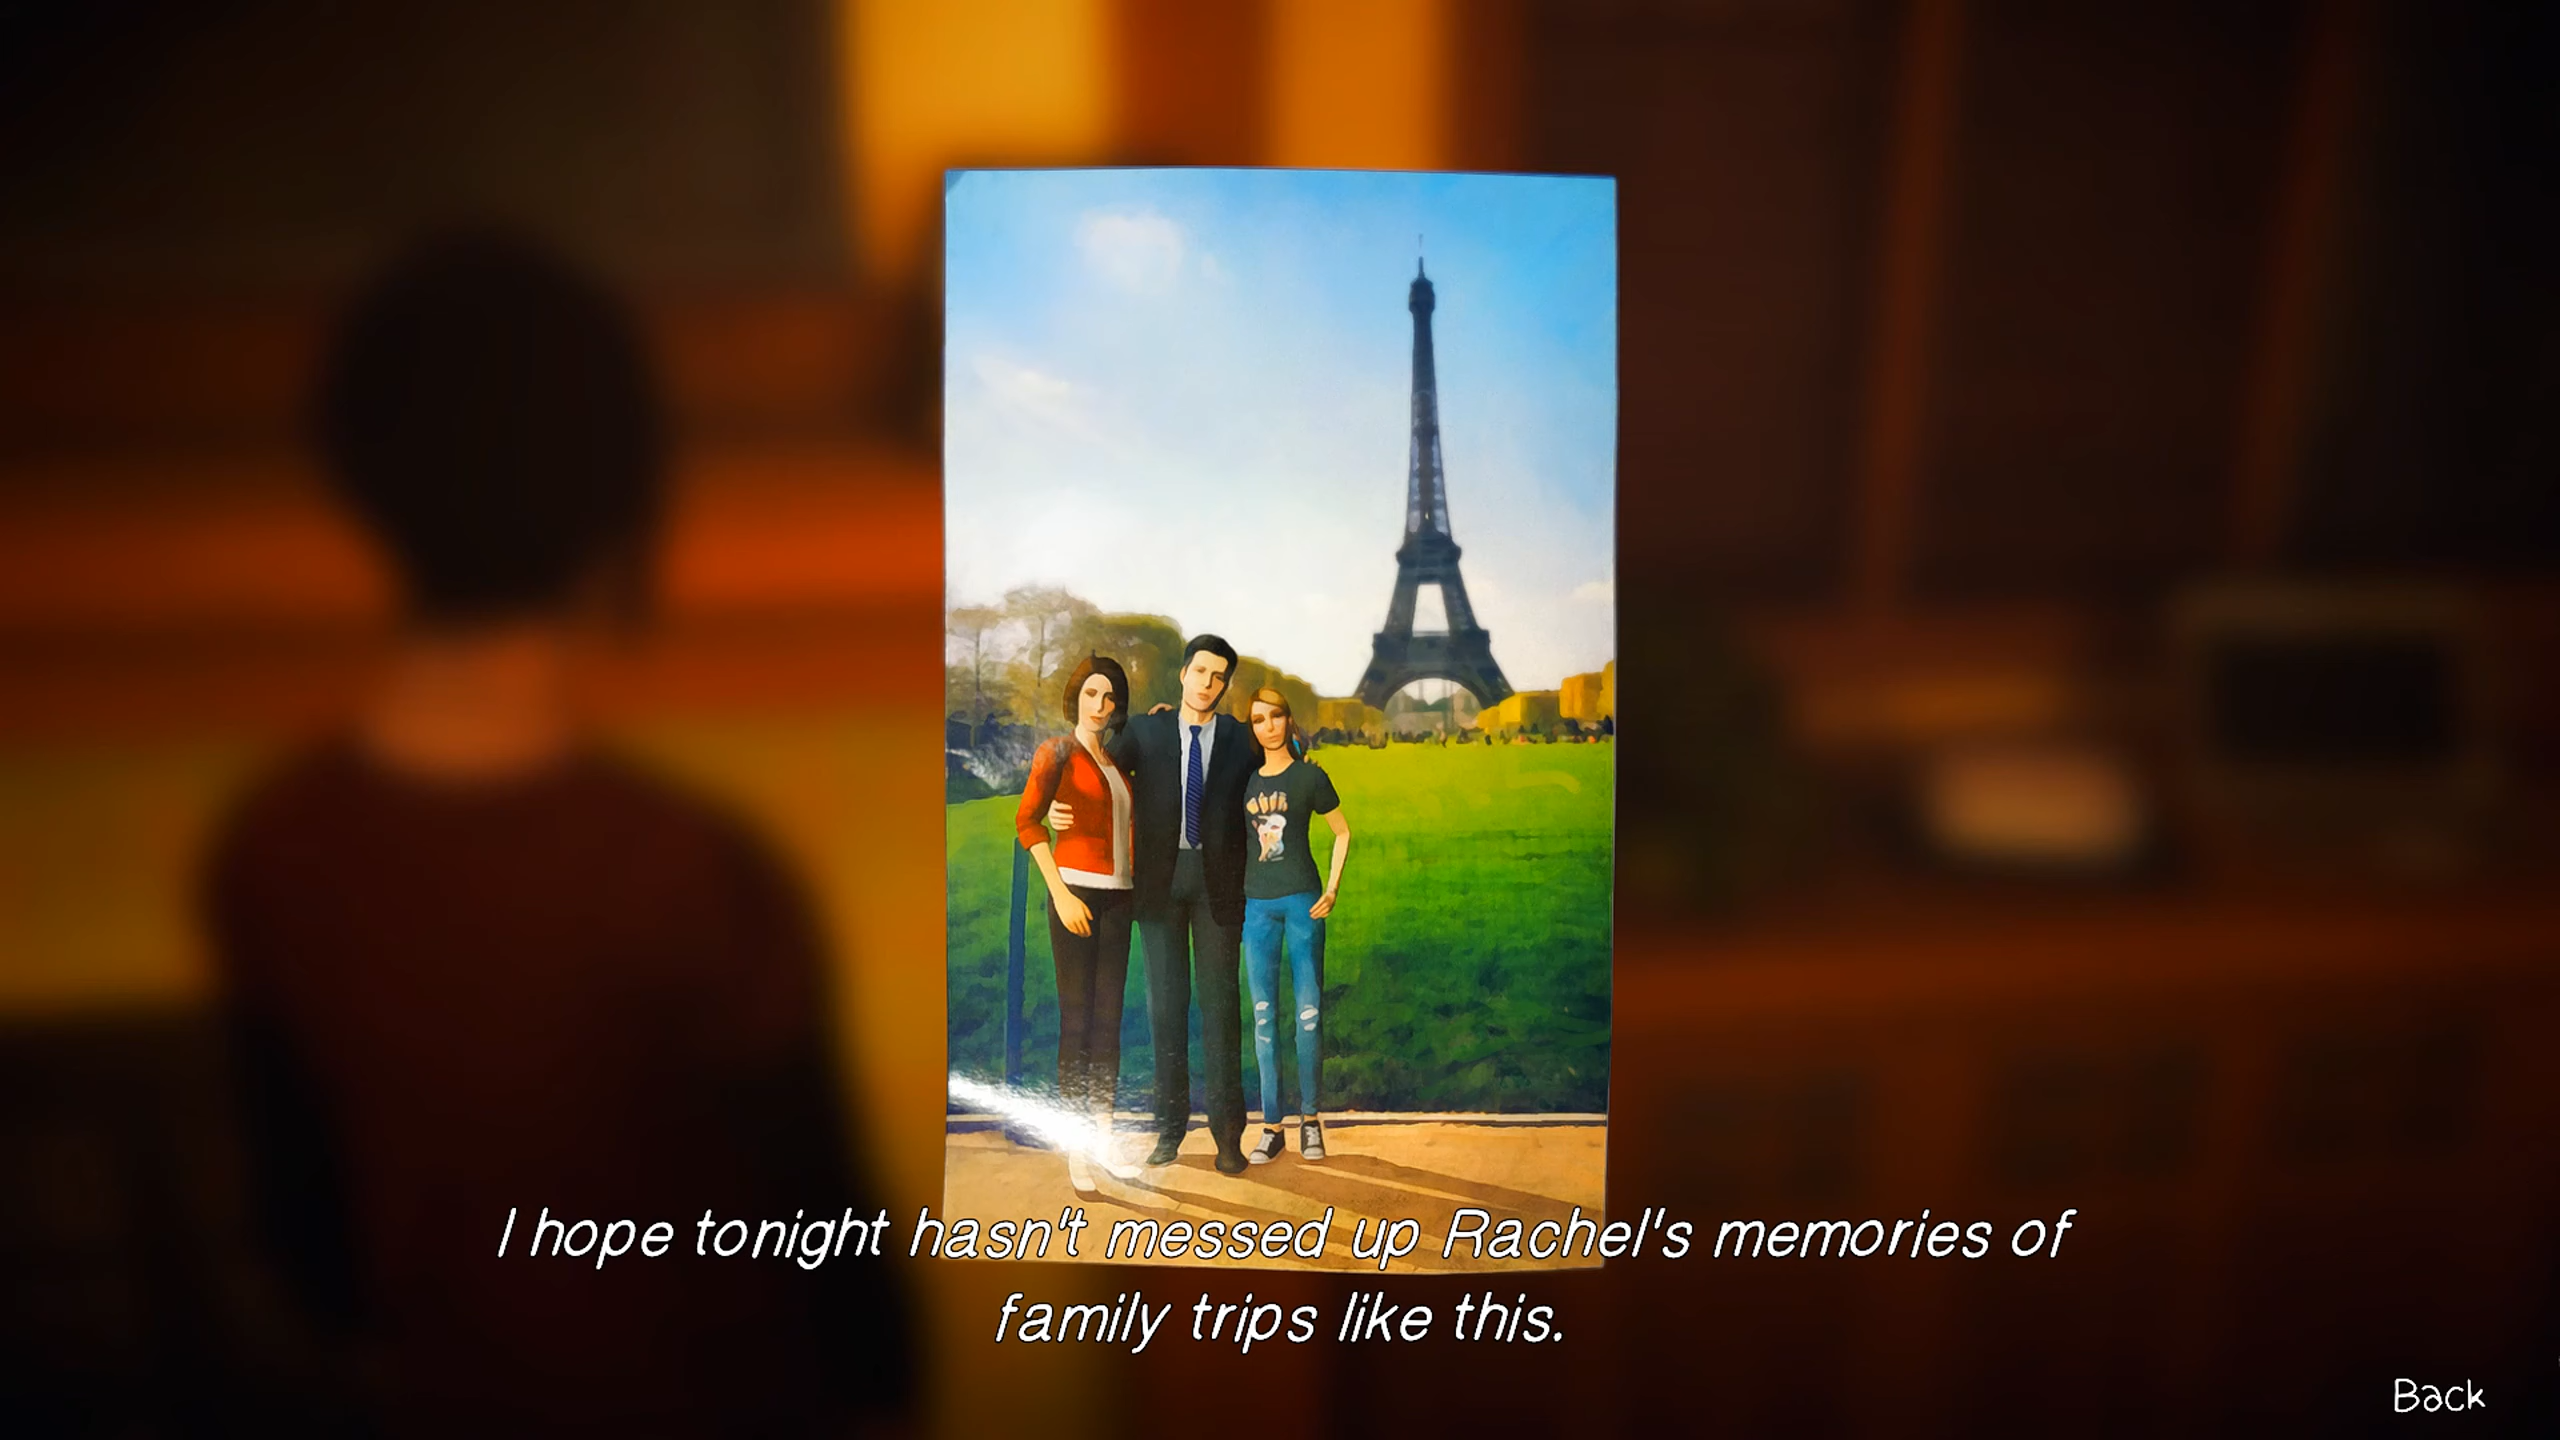 I hope tonight hasn't messed up Rachel's memories of
family trips like this.
Back